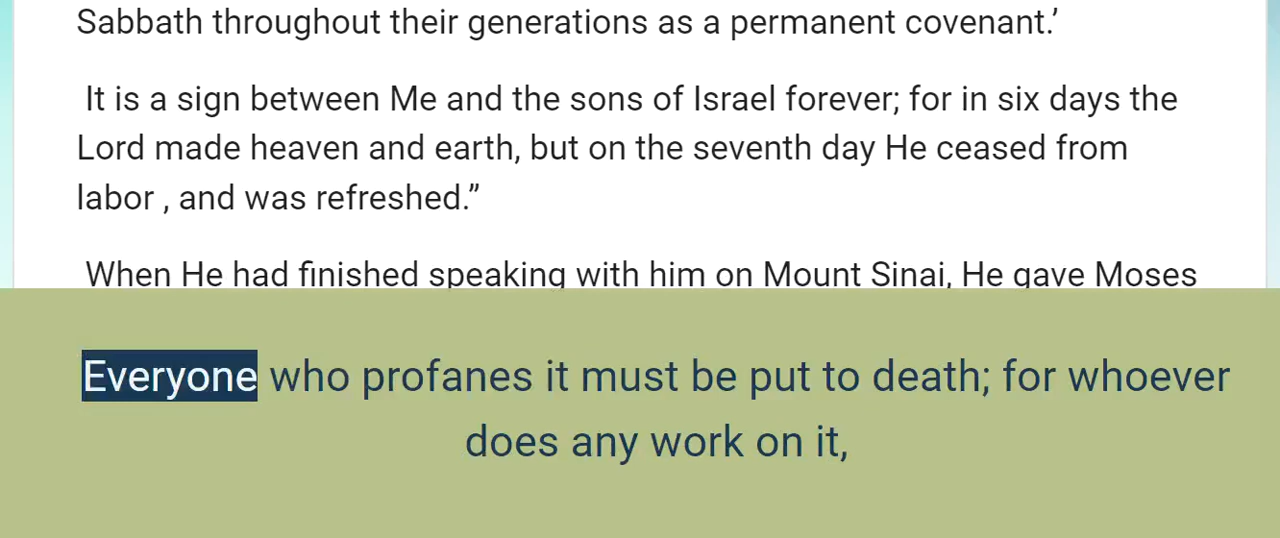 Sabbath throughout their generations as a permanent covenant.’
It is a sign between Me and the sons of Israel forever; for in six days the
Lord made heaven and earth, but on the seventh day He ceased from
labor , and was refreshed.”
When He had finished speaking with him on Mount Sinai, He gave Moses
Everyone who profanes it must be put to death; for whoever
does any work on it,